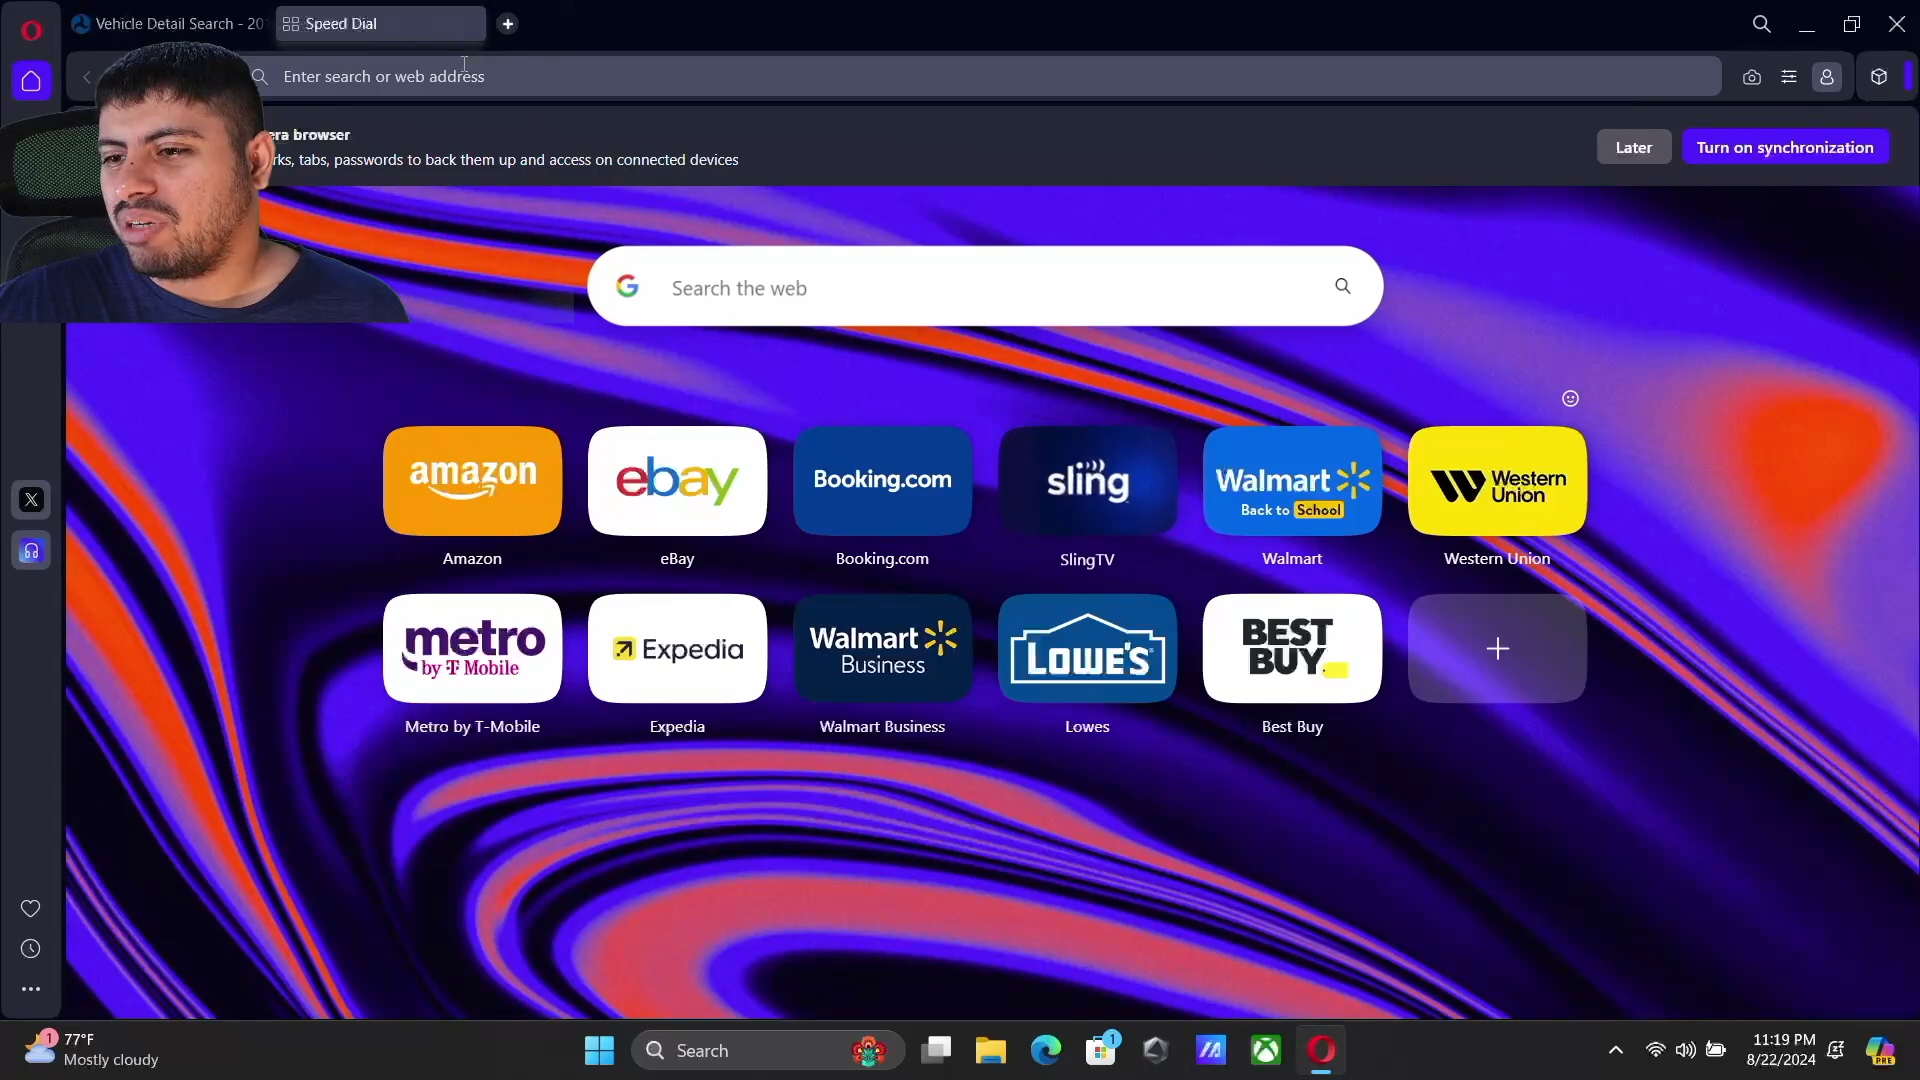 Vehicle Detail Search - 20
Speed Dial
Enter search or web address
era browser
rks, tabs, passwords to back them up and access on connected devices
Later
Turn on synchronization
Search the web
amazon
ebay
Booking.com
sling
Walmart
Back to School
Western Union
Amazon
eBay
Booking.com
SlingTV
Walmart
Western Union
metro
by T Mobile
Expedia
Walmart
Business
LOWE'S
BEST
BUY
Metro by T-Mobile
Expedia
Walmart Business
Lowes
Best Buy
1
77°F
Mostly cloudy
Search
1
PRE
11:19 PM
8/22/2024